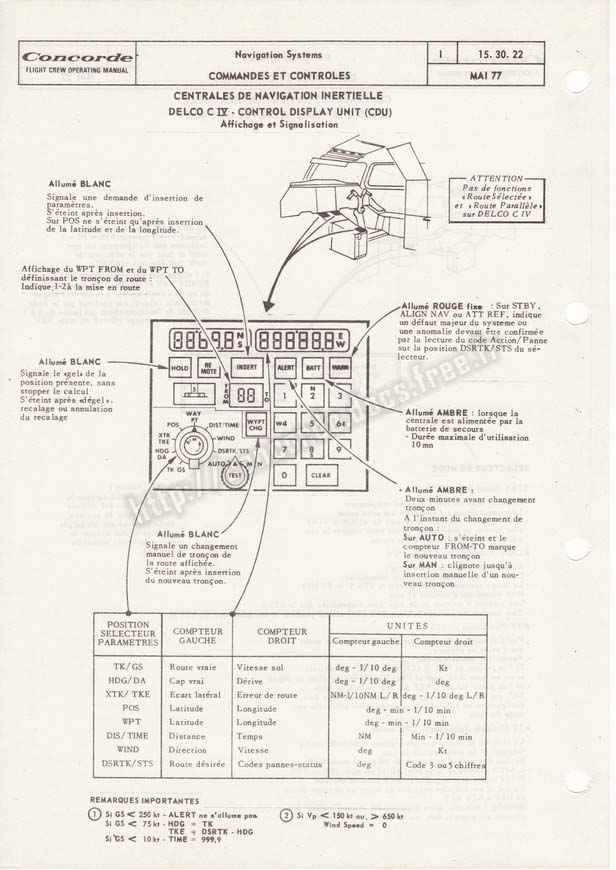 Concorde
FLIGHT CREW OPERATING MANUAL
Navigation Systems
COMMANDES ET CONTROLES
1
15. 30. 22
MAI 77
CENTRALES DE NAVIGATION INERTIELLE
DELCO C IV - CONTROL DISPLAY UNIT (CDU)
Affichage et Signalisation
ATTENTION
Pas de fonctions
«Route Sélectée»
et «Route Parallèle»
sur DELCO C IV
Allumé BLANC
Signale une demande d'insertion de
paramètres.
S'éteint après insertion.
Sur POS ne s'éteint qu'après insertion
de la latitude et de la longitude.
Affichage du WPT FROM et du WPT TO
définissant le tronçon de route :
Indique 1-2 à la mise en route
Allumé BLANC
Signale le «gel» de
la position présente, sans
stopper le calcul
S'éteint après «dégel»-
recalage ou annulation
du recalage
Allumé ROUGE fixe : Sur STBY,
ALIGN NAV ou ATT REF, indique
un défaut majeur du systeme ou
une anomalie devant être confirmée
par la lecture du code Action/Panne
sur la position DSRTK/STS du sé-
lecteur.
Allumé AMBRE : lorsque la
centrale est alimentée par la
batterie de secours
- Durée maximale d'utilisation
10 mn
- Allumé AMBRE :
Deux minutes avant changement
tronçon
A l'instant du changement de
tronçon :
Sur AUTO : s'éteint et le
compteur FROM-TO marque
le nouveau tronçon
Sur MAN : clignote jusqu'à
insertion manuelle d'un nou-
veau tronçon
Allumé BLANC
Signale un changement
manuel de tronçon de
la route affichée.
S'éteint après insertion
du nouveau tronçon.
N
S
E
W
HOLD
RE
MOTE
INSERT
ALERT
BATT
WARN
FROM
TO
1
N
2
3
WYPT
CHG
W4
5
6E
7
8
S
9
0
CLEAR
WAY
PT
POS
DIST/TIME
XTK
TKE
WIND
HDG
DA
DSRTK/STS
TK GS
AUTO
M
N
TEST
POSITION
SELECTEUR
PARAMETRES
COMPTEUR
GAUCHE
COMPTEUR
DROIT
UNITES
Compteur gauche
Compteur droit
TK/GS Route vraie Vitesse sol deg - 1/10 deg Kt
HDG/DA Cap vrai Dérive deg - 1/10 deg deg
XTK/ TKE Ecart latéral Erreur de route NM-1/10NM L/R deg - 1/10 deg L/R
POS Latitude Longitude deg - min - 1/10 min
WPT Latitude Longitude deg - min - 1/10 min
DIS/TIME Distance Temps NM Min - 1/10 min
WIND Direction Vitesse deg Kt
DSRTK/STS Route désirée Codes pannes-status deg Code 3 ou 5 chiffres
REMARQUES IMPORTANTES
1 Si GS < 250 kt - ALERT ne s'allume pas
Si GS < 75 kt - HDG = TK
TKE = DSRTK - HDG
Si GS < 10 kt - TIME = 999,9
2 Si Vp < 150 kt ou, > 650 kt
Wind Speed = 0